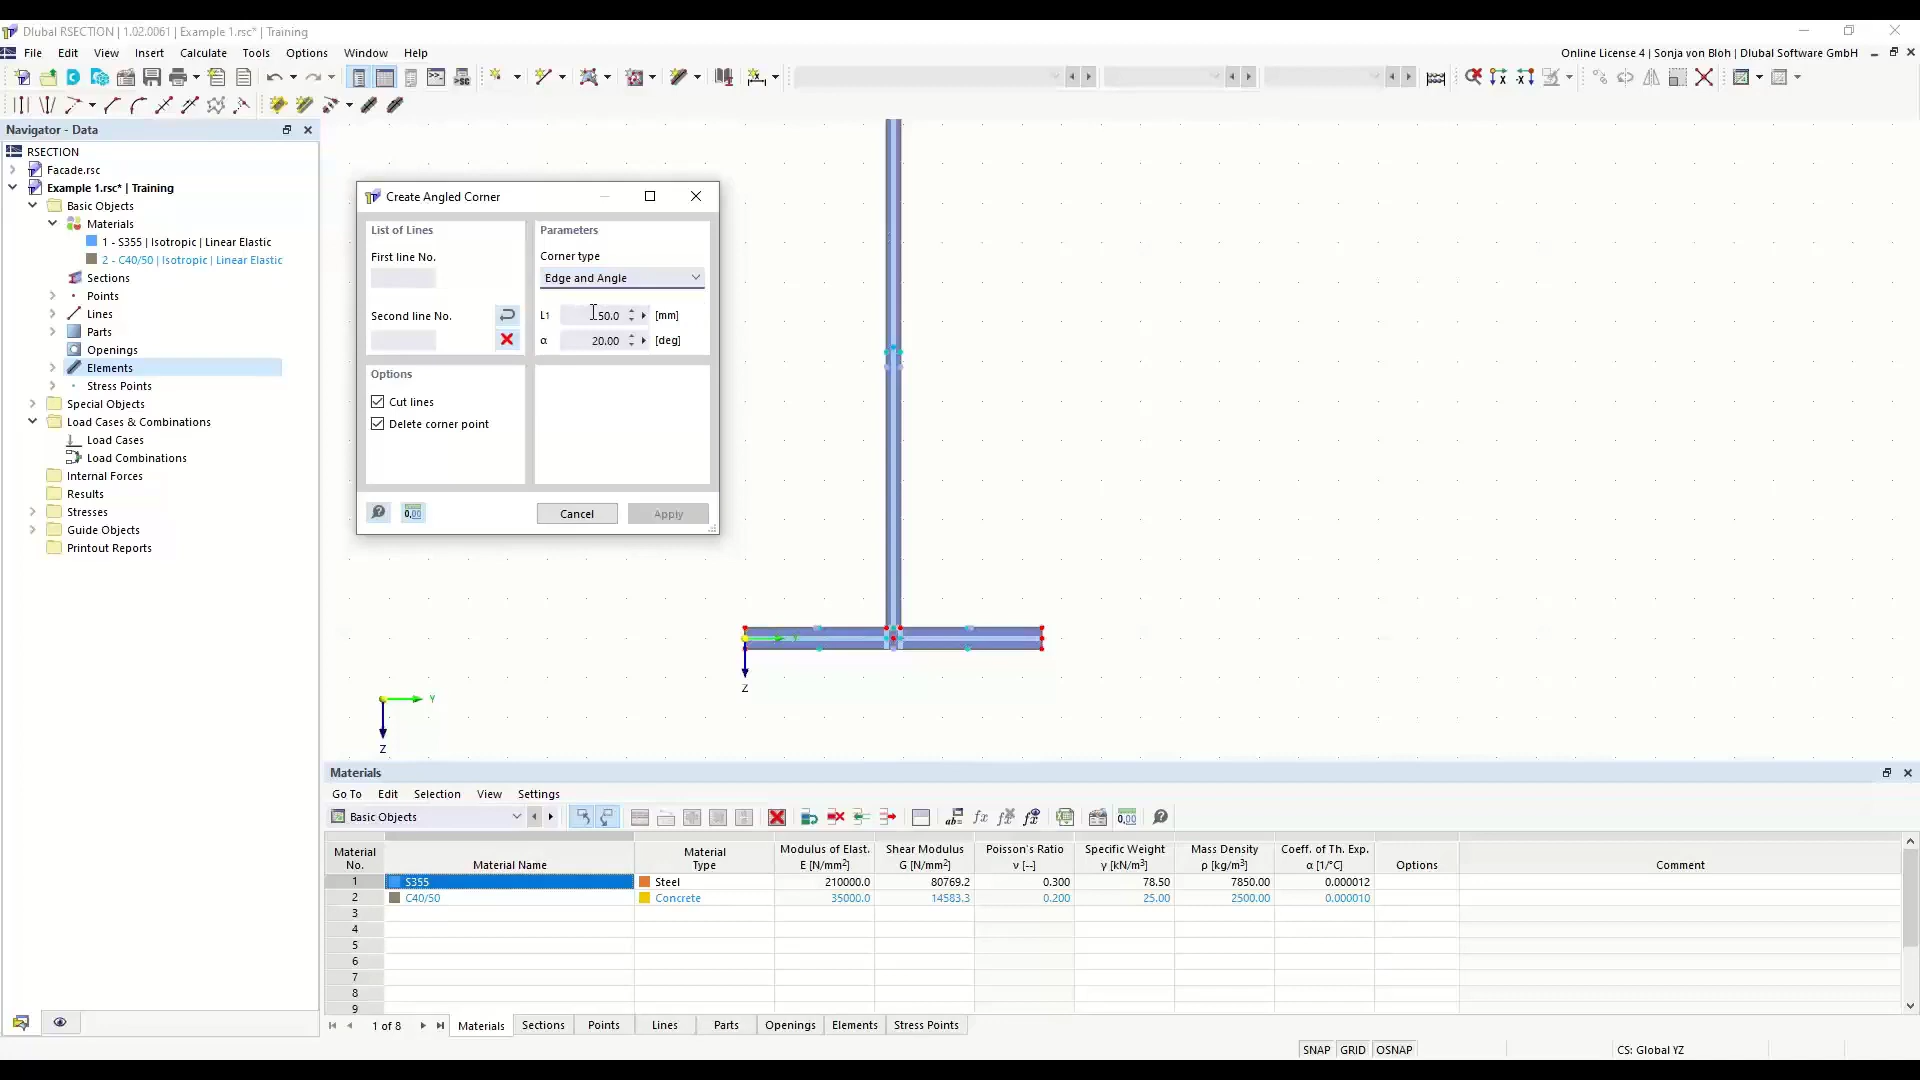 Dlubal RSECTION | 1.02.0061 | Example 1.rsc* | Training
File Edit View Insert Calculate Tools Options Window Help
Online License 4 | Sonja von Bloh | Dlubal Software GmbH
Navigator - Data
RSECTION
Facade.rsc
Example 1.rsc* | Training
Basic Objects
Materials
1 - S355 | Isotropic | Linear Elastic
2 - C40/50 | Isotropic | Linear Elastic
Sections
Points
Lines
Parts
Openings
Elements
Stress Points
Special Objects
Load Cases & Combinations
Load Cases
Load Combinations
Internal Forces
Results
Stresses
Guide Objects
Printout Reports
Create Angled Corner
List of Lines
First line No.
Second line No.
Parameters
Corner type
Edge and Angle
L1 50.0 [mm]
α 20.00 [deg]
Options
Cut lines
Delete corner point
Cancel Apply
Y
Z
Y
Z
Materials
Go To Edit Selection View Settings
Basic Objects
Material No. Material Name Material Type Modulus of Elast. E [N/mm²] Shear Modulus G [N/mm²] Poisson's Ratio ν [--] Specific Weight γ [kN/m³] Mass Density ρ [kg/m³] Coeff. of Th. Exp. α [1/°C] Options Comment
1 S355 Steel 210000.0 80769.2 0.300 78.50 7850.00 0.000012
2 C40/50 Concrete 35000.0 14583.3 0.200 25.00 2500.00 0.000010
3
4
5
6
7
8
9
1 of 8 Materials Sections Points Lines Parts Openings Elements Stress Points
SNAP GRID OSNAP CS: Global YZ